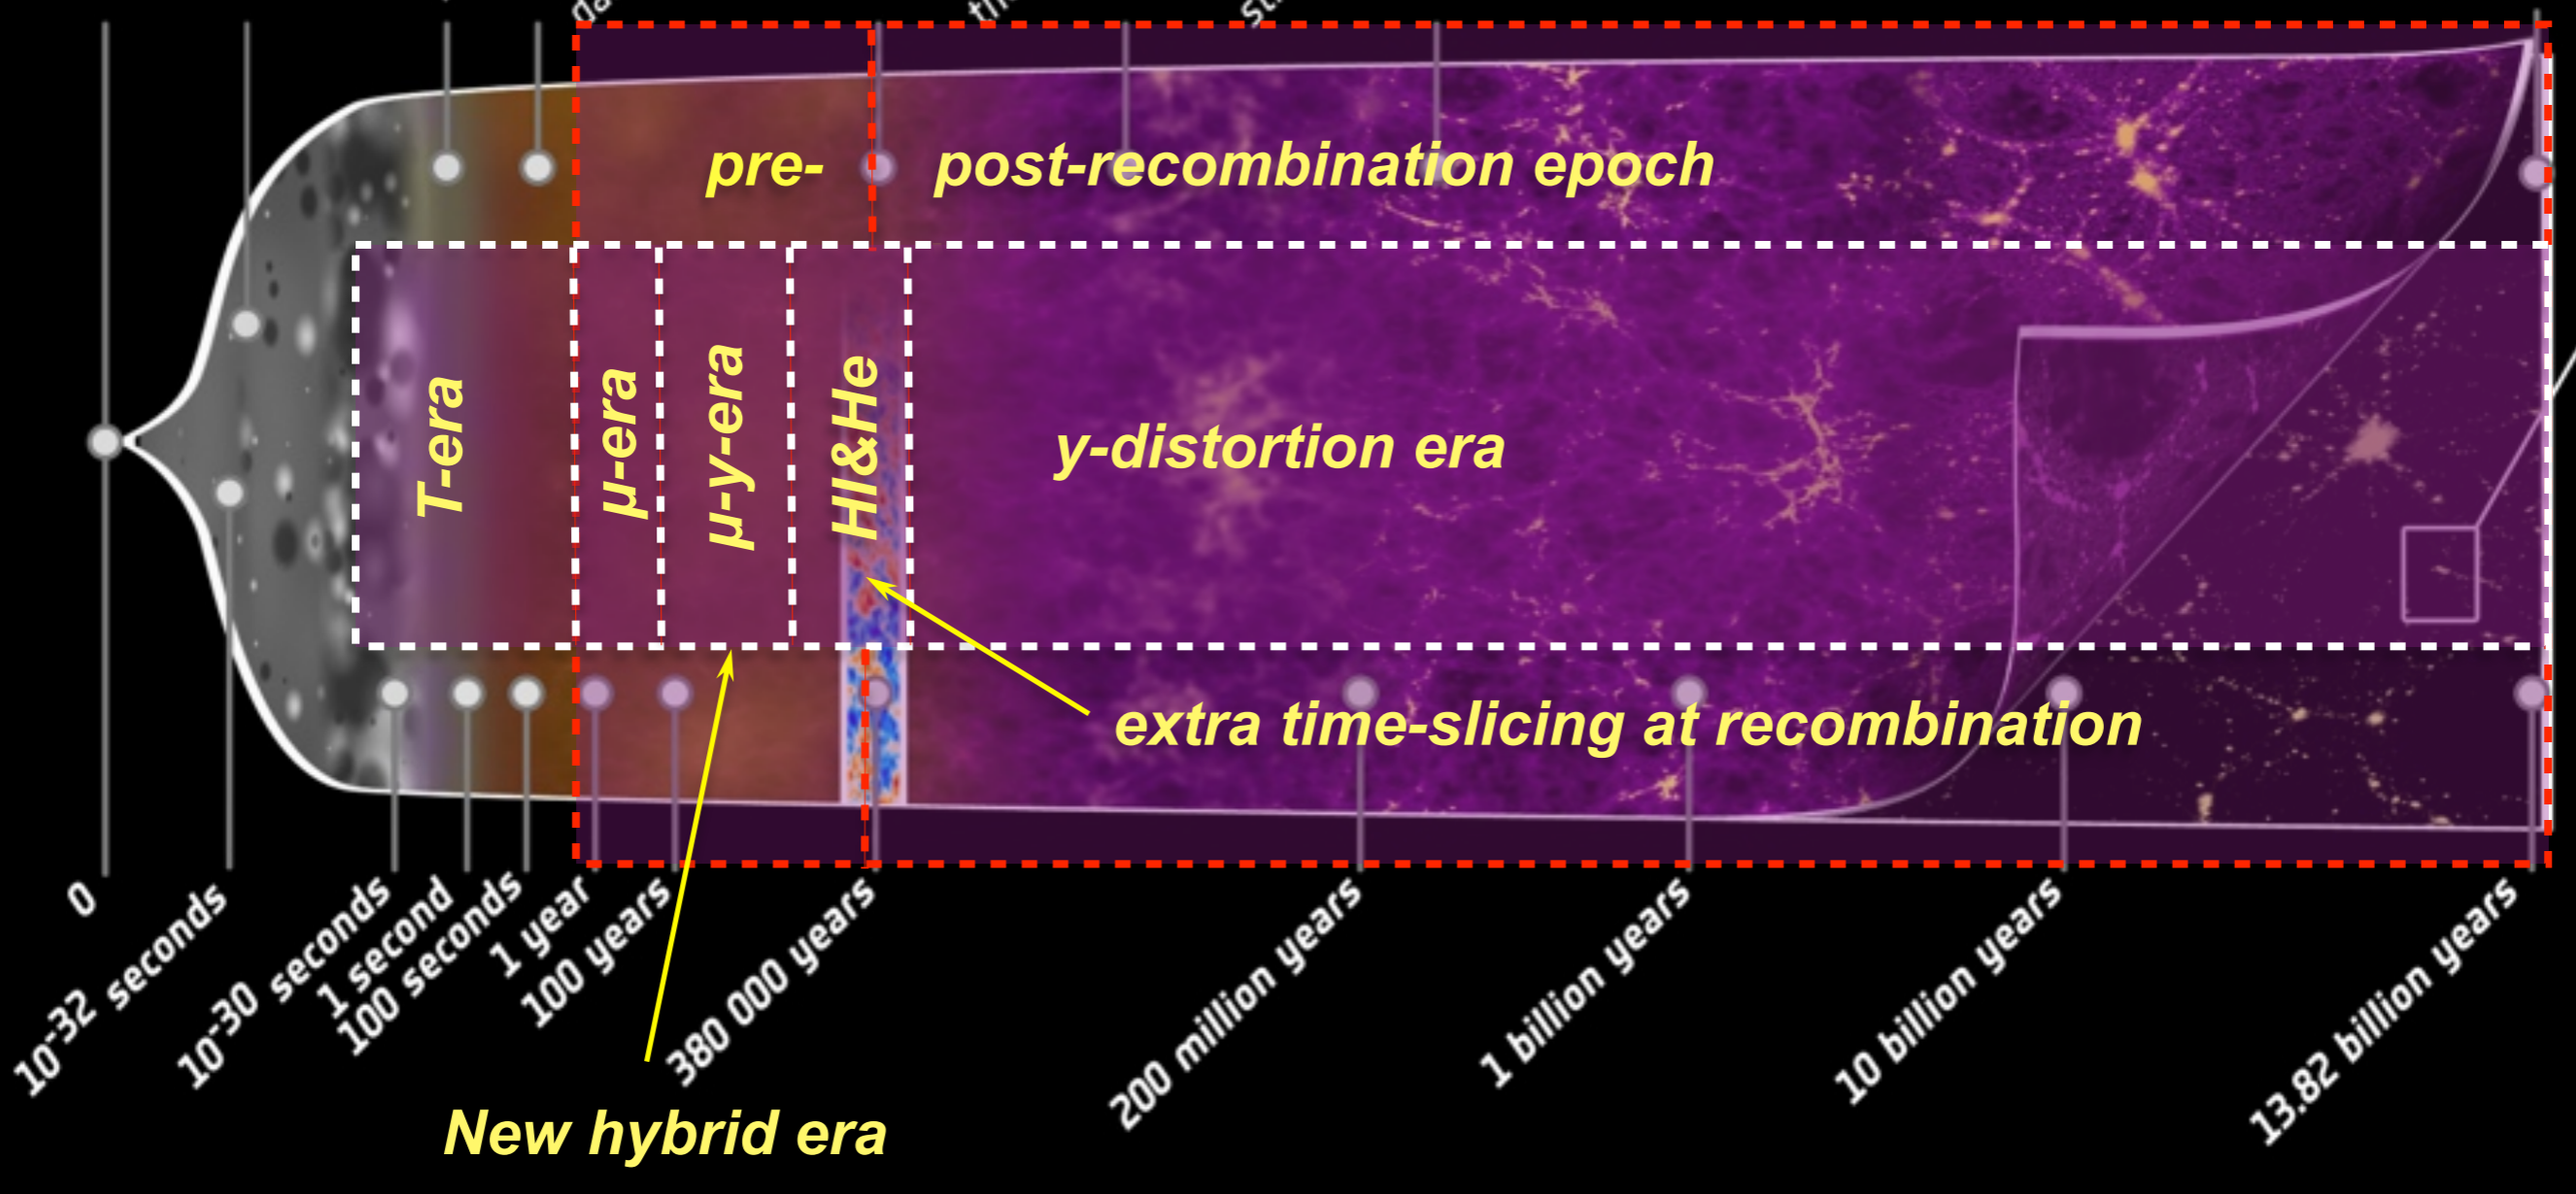 pre-
post-recombination epoch
T-era
μ-era
μ-y-era
HI&He
y-distortion era
extra time-slicing at recombination
0
10-32 seconds
10-30 seconds
1 second
100 seconds
1 year
100 years
380 000 years
200 million years
1 billion years
10 billion years
13.82 billion years
New hybrid era